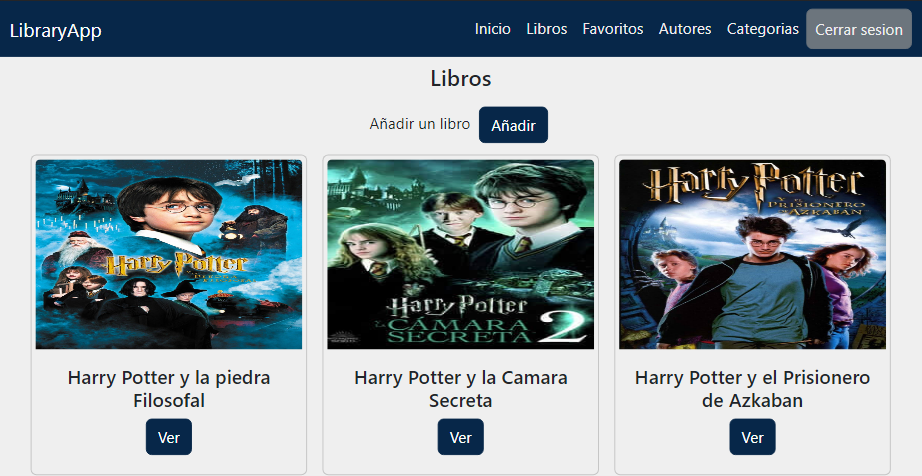 LibraryApp
Inicio Libros Favoritos Autores Categorias Cerrar sesion
Libros
Añadir un libro Añadir
Harry Potter
Harry Potter
Y LA
CÁMARA
SECRETA 2
Harry Potter
Y EL
PRISIONERO
DE AZKABAN
Harry Potter y la piedra
Filosofal
Ver
Harry Potter y la Camara
Secreta
Ver
Harry Potter y el Prisionero
de Azkaban
Ver